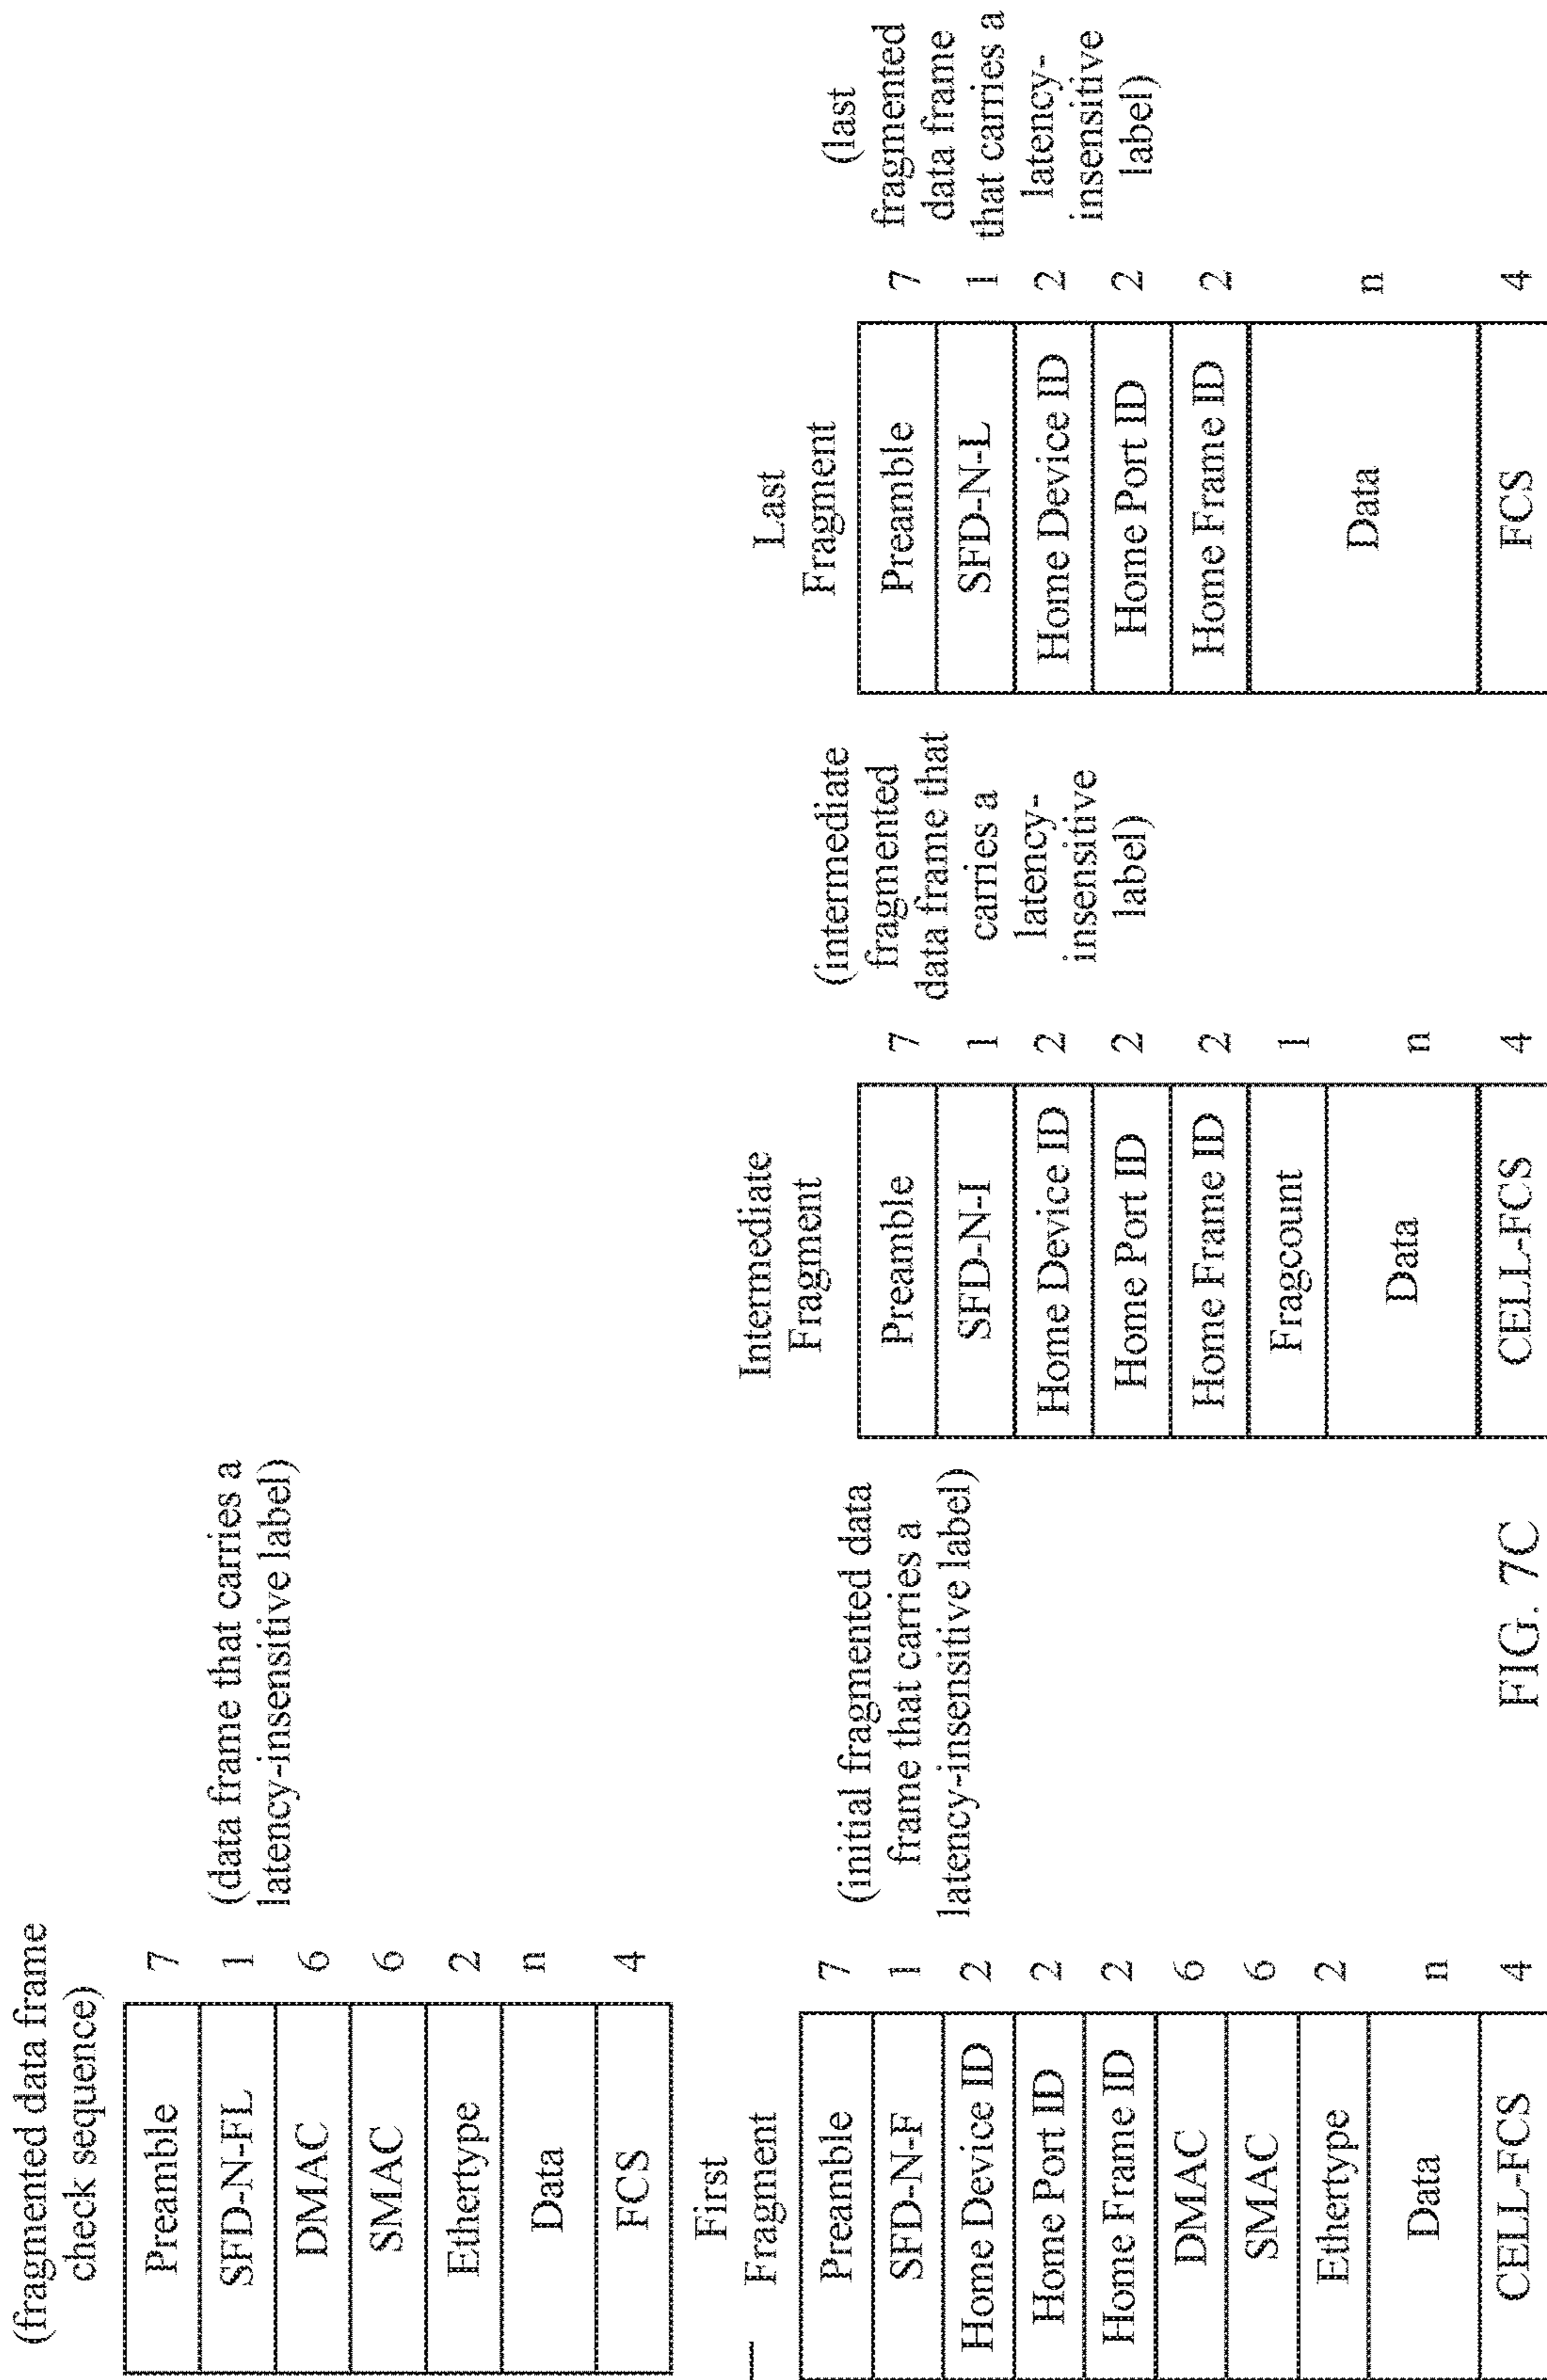 (fragmented data frame
check sequence)
Preamble 7
SFD-N-FL 1
DMAC 6
SMAC 6
Ethertype 2
Data n
FCS 4
(data frame that carries a
latency-insensitive label)
First
Fragment
Preamble 7
SFD-N-F 1
Home Device ID 2
Home Port ID 2
Home Frame ID 2
DMAC 6
SMAC 6
Ethertype 2
Data n
CELL-FCS 4
(initial fragmented data
frame that carries a
latency-insensitive label)
Intermediate
Fragment
Preamble 7
SFD-N-I 1
Home Device ID 2
Home Port ID 2
Home Frame ID 2
Fragcount 1
Data n
CELL-FCS 4
(intermediate
fragmented
data frame that
carries a
latency-
insensitive
label)
Last
Fragment
Preamble 7
SFD-N-L 1
Home Device ID 2
Home Port ID 2
Home Frame ID 2
Data n
FCS 4
(last
fragmented
data frame
that carries a
latency-
insensitive
label)
FIG. 7C